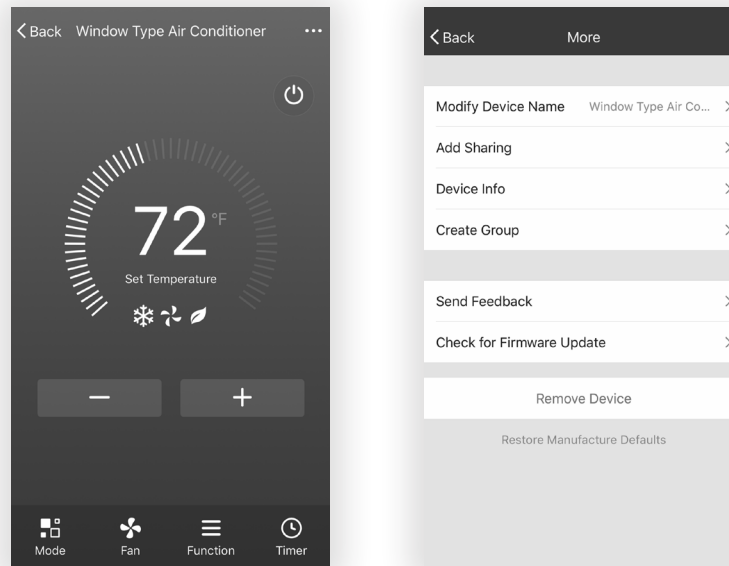 Back Window Type Air Conditioner ...
72 °F
Set Temperature
− +
Mode Fan Function Timer
Back More
Modify Device Name Window Type Air Co...
Add Sharing
Device Info
Create Group
Send Feedback
Check for Firmware Update
Remove Device
Restore Manufacture Defaults